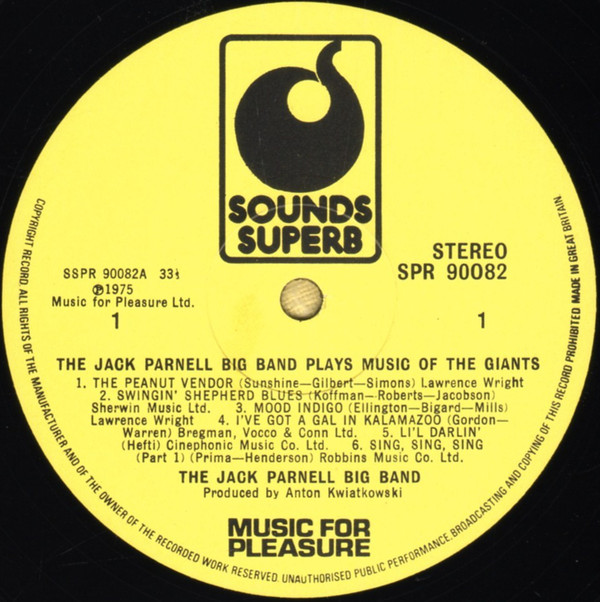 SOUNDS
SUPERB
STEREO
SPR 90082
SSPR 90082A 33⅓
℗1975
Music for Pleasure Ltd.
1
1
THE JACK PARNELL BIG BAND PLAYS MUSIC OF THE GIANTS
1. THE PEANUT VENDOR (Sunshine—Gilbert—Simons) Lawrence Wright
2. SWINGIN' SHEPHERD BLUES (Koffman—Roberts—Jacobson)
Sherwin Music Ltd. 3. MOOD INDIGO (Ellington—Bigard—Mills)
Lawrence Wright 4. I'VE GOT A GAL IN KALAMAZOO (Gordon—
Warren) Bregman, Vocco & Conn Ltd. 5. LI'L DARLIN'
(Hefti) Cinephonic Music Co. Ltd. 6. SING, SING, SING
(Part 1) (Prima—Henderson) Robbins Music Co. Ltd.
THE JACK PARNELL BIG BAND
Produced by Anton Kwiatkowski
MUSIC FOR
PLEASURE
COPYRIGHT RECORD. ALL RIGHTS OF THE MANUFACTURER AND OF THE OWNER OF THE RECORDED WORK RESERVED. UNAUTHORISED PUBLIC PERFORMANCE, BROADCASTING AND COPYING OF THIS RECORD PROHIBITED MADE IN GREAT BRITAIN.